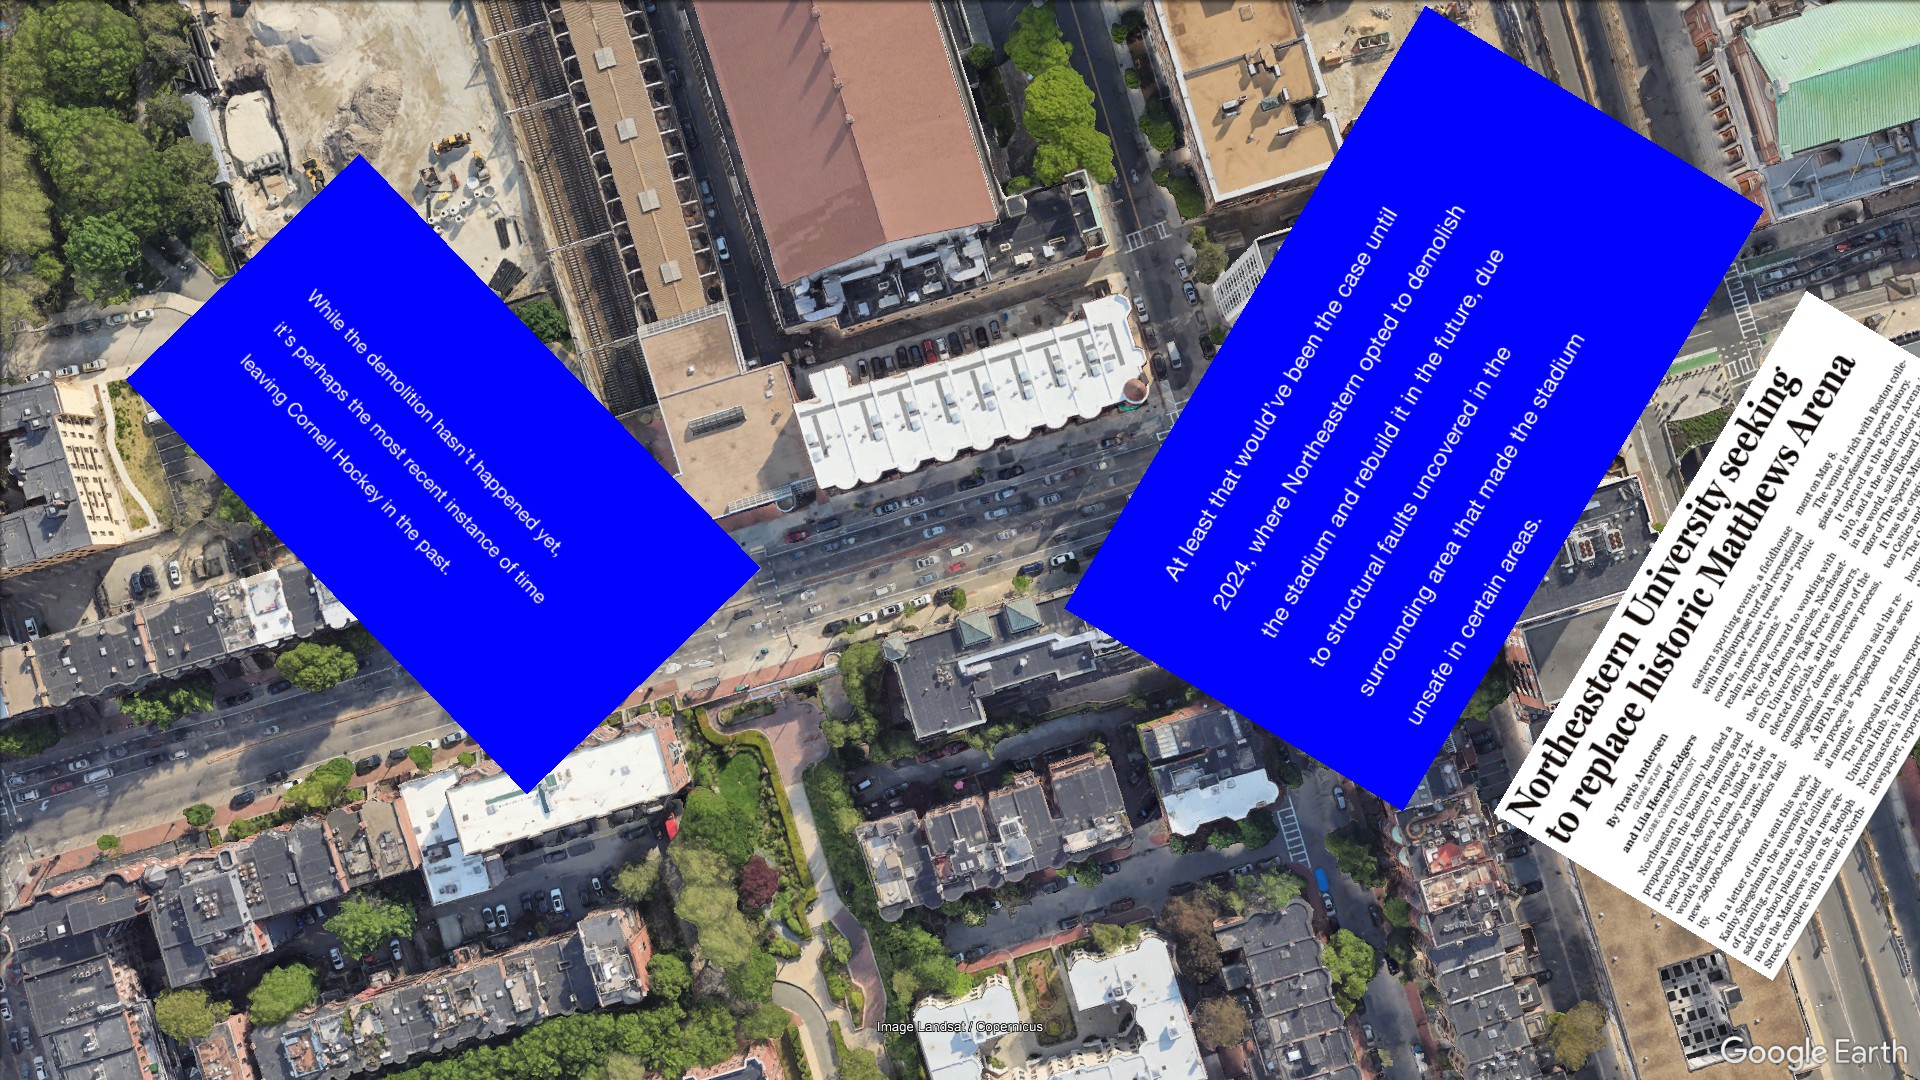 At least that would've been the case until
2024, where Northeastern opted to demolish
the stadium and rebuild it in the future, due
to structural faults uncovered in the
surrounding area that made the stadium
unsafe in certain areas.
While the demolition hasn't happened yet,
it's perhaps the most recent instance of time
leaving Cornell Hockey in the past.
Northeastern University seeking
to replace historic Matthews Arena
By Travis Andersen
GLOBE STAFF
and Lila Hempel-Edgers
GLOBE CORRESPONDENT
Northeastern University has filed a
proposal with the Boston Planning and
Development Agency to replace 124-
year-old Matthews Arena, billed as the
world's oldest ice hockey venue, with a
new 290,000-square-foot athletics facil-
ity.
In a letter of intent sent this week,
Kathy Spiegelman, the university's chief
of planning, real estate, and facilities,
said the school plans to build a new are-
na on the Matthews site on St. Botolph
Street, complete with a venue for North-
eastern sporting events, a fieldhouse
with multipurpose turf and recreational
courts, new street trees, and "public
realm improvements."
"We look forward to working with
the City of Boston agencies, Northeast-
ern University Task Force members,
elected officials, and members of the
community" during the review process,
Spiegelman wrote.
A BPDA spokesperson said the re-
view process is "projected to take sever-
al months."
The proposal was first
Universal Hub. The
Northeastern's
newspaper,
ment on May 8.
The venue is rich with Boston colle-
giate and professional sports history.
It opened as the Boston Arena
1910, and is the oldest indoor
in the world, said Richard
rator of The Sports
It was the
ton Celtics
Image Landsat / Copernicus
Google Earth